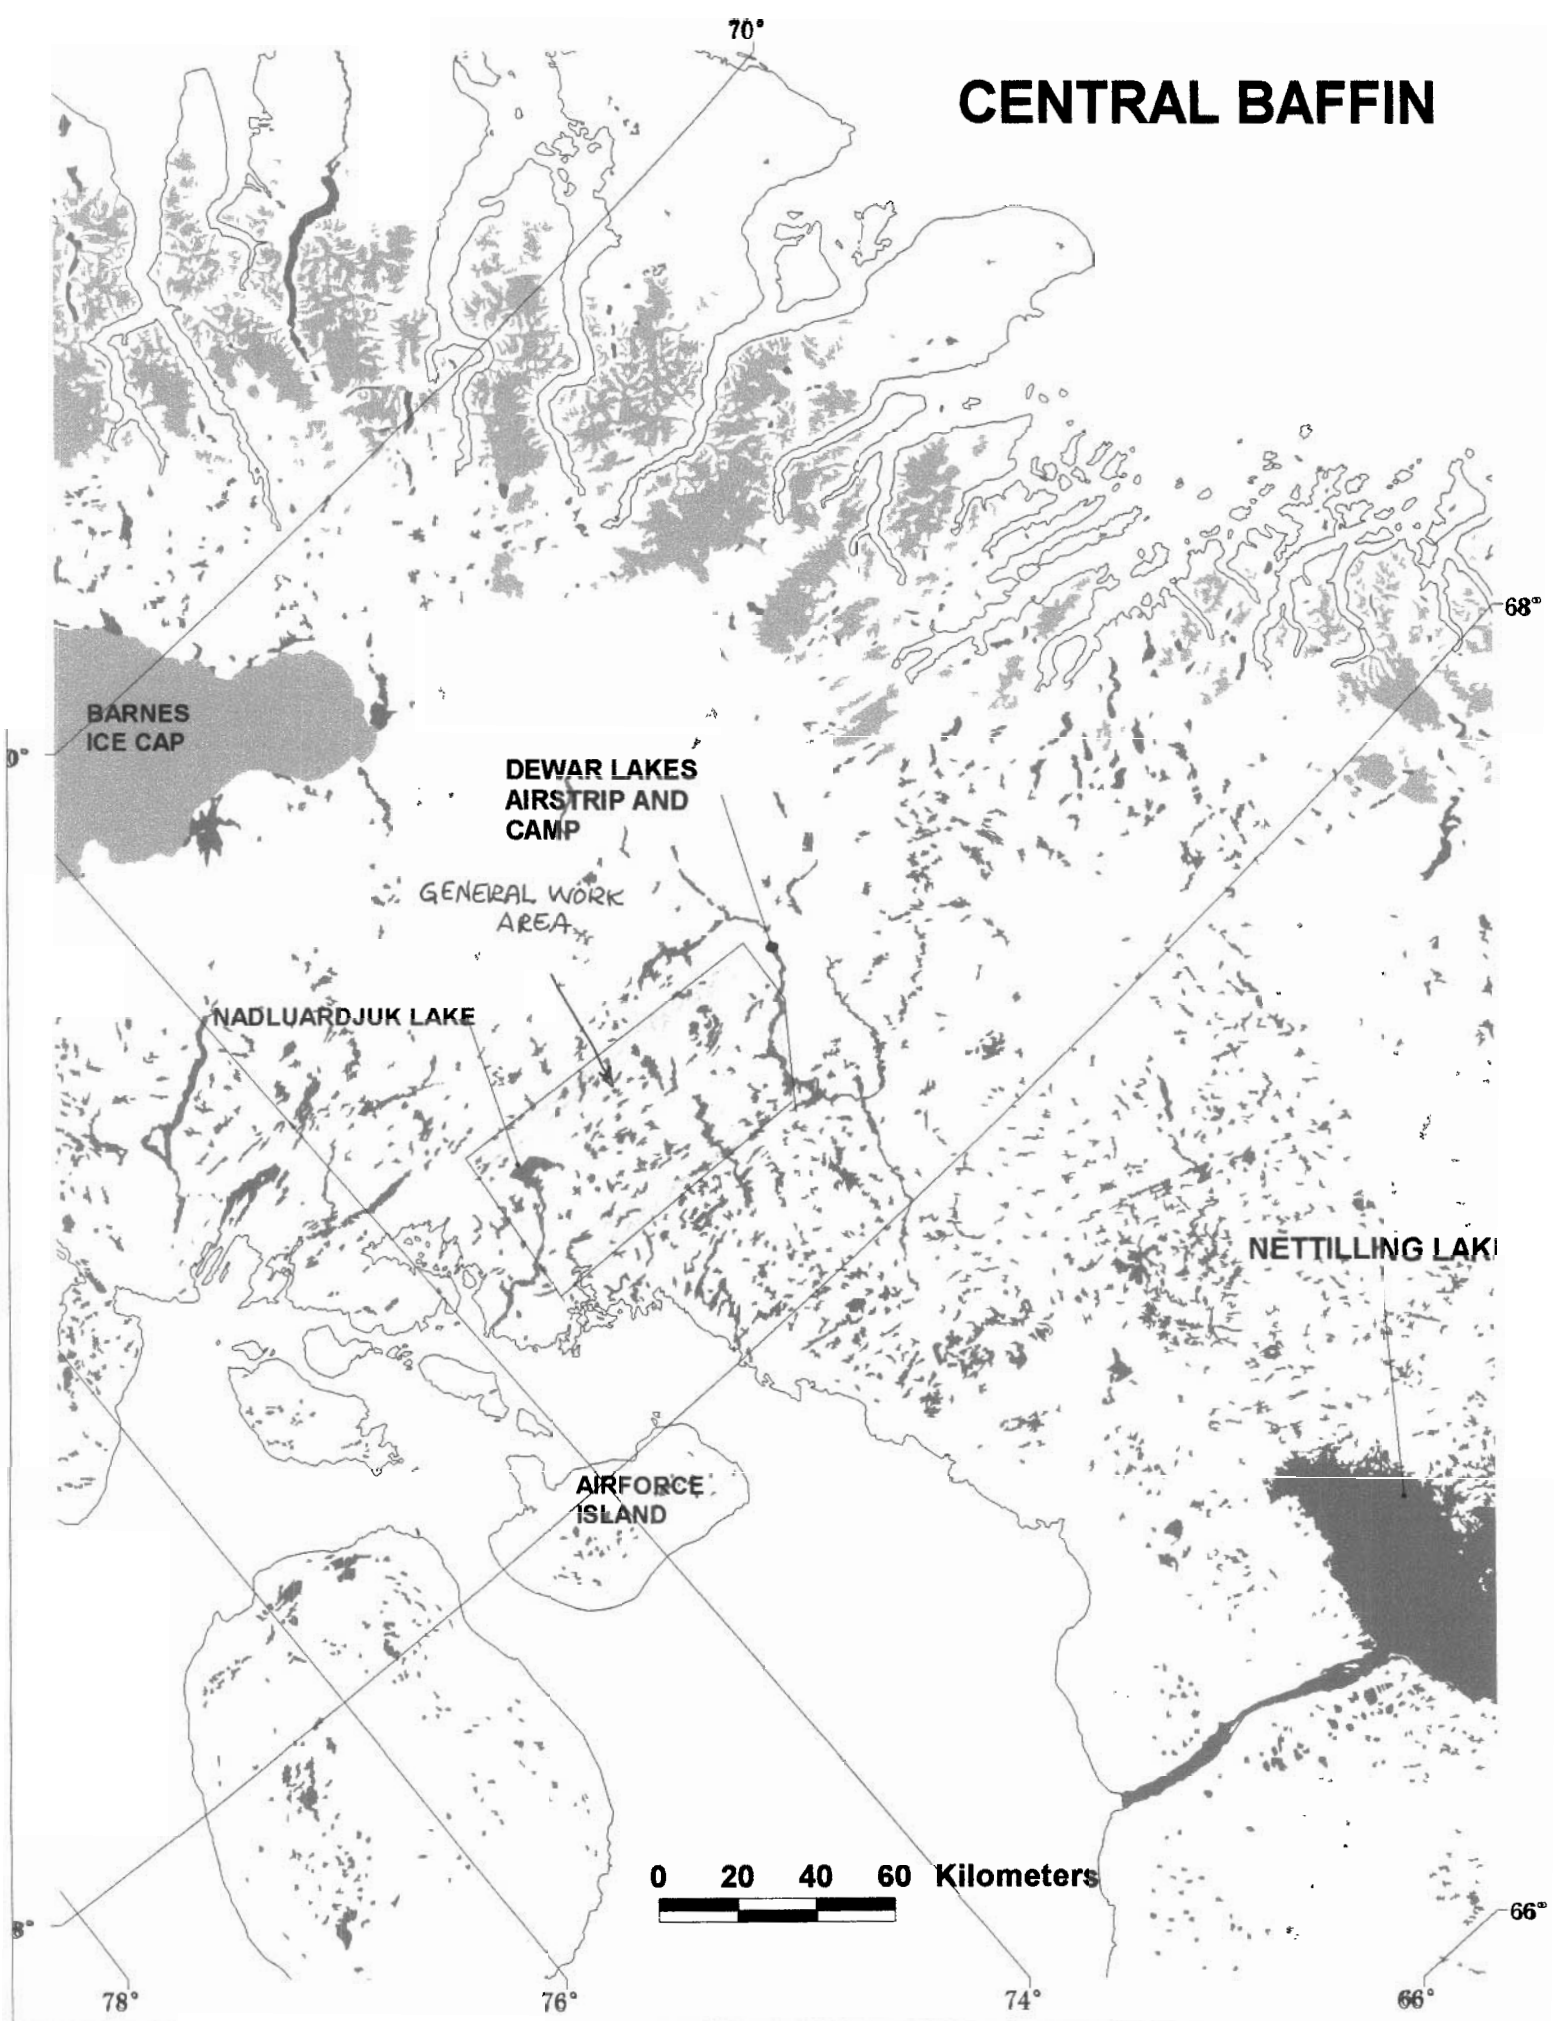 70°
CENTRAL BAFFIN
68°
BARNES
ICE CAP
0°
DEWAR LAKES
AIRSTRIP AND
CAMP
GENERAL WORK
AREA
NADLUARDJUK LAKE
NETTILLING LAK
AIRFORCE
ISLAND
0 20 40 60 Kilometers
8°
66°
78°
76°
74°
66°